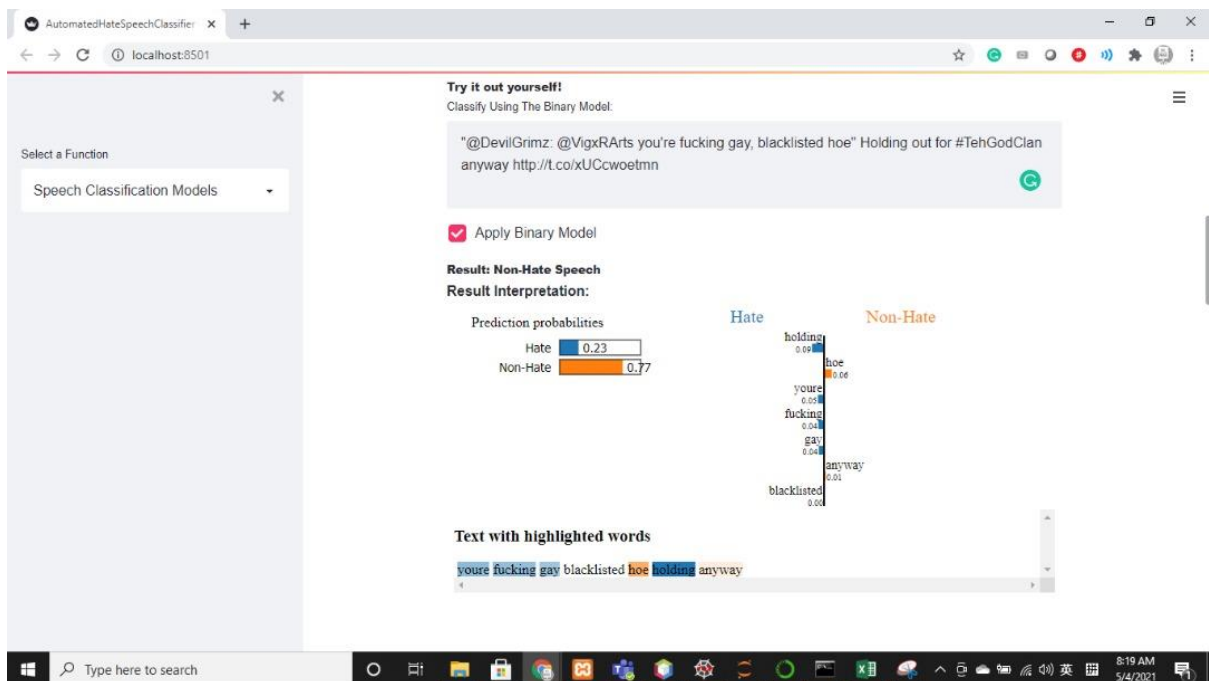 AutomatedHateSpeechClassifier
localhost:8501
Select a Function
Speech Classification Models
Try it out yourself!
Classify Using The Binary Model:
"@DevilGrimz: @VigxRArts you're fucking gay, blacklisted hoe" Holding out for #TehGodClan
anyway http://t.co/xUCcwoetmn
Apply Binary Model
Result: Non-Hate Speech
Result Interpretation:
Prediction probabilities
Hate 0.23
Non-Hate 0.77
Hate Non-Hate
holding
0.09
hoe
0.06
youre
0.05
fucking
0.04
gay
0.04
anyway
0.01
blacklisted
0.00
Text with highlighted words
youre fucking gay blacklisted hoe holding anyway
Type here to search
英
8:19 AM
5/4/2021